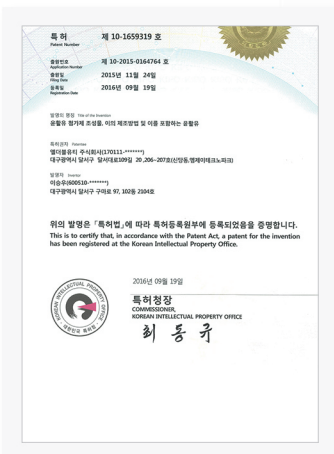 특허 제 10-1659319 호
Patent Number
출원번호 제 10-2015-0164764 호
Application Number
출원일 2015년 11월 24일
Filing Date
등록일 2016년 09월 19일
Registration Date
발명의 명칭 Title of the Invention
윤활유 첨가제 조성물, 이의 제조방법 및 이를 포함하는 윤활유
특허권자 Patentee
엘더블유티 주식회사(170111-*******)
대구광역시 달서구 달서대로109길 20 ,206~207호(신당동,엠제이테크노파크)
발명자 Inventor
이승우(600510-*******)
대구광역시 달서구 구마로 97, 102동 2104호
위의 발명은 「특허법」에 따라 특허등록원부에 등록되었음을 증명합니다.
This is to certify that, in accordance with the Patent Act, a patent for the invention
has been registered at the Korean Intellectual Property Office.
2016년 09월 19일
특허청장
COMMISSIONER,
KOREAN INTELLECTUAL PROPERTY OFFICE
최동규
KOREAN INTELLECTUAL PROPERTY OFFICE
대한민국 특허청